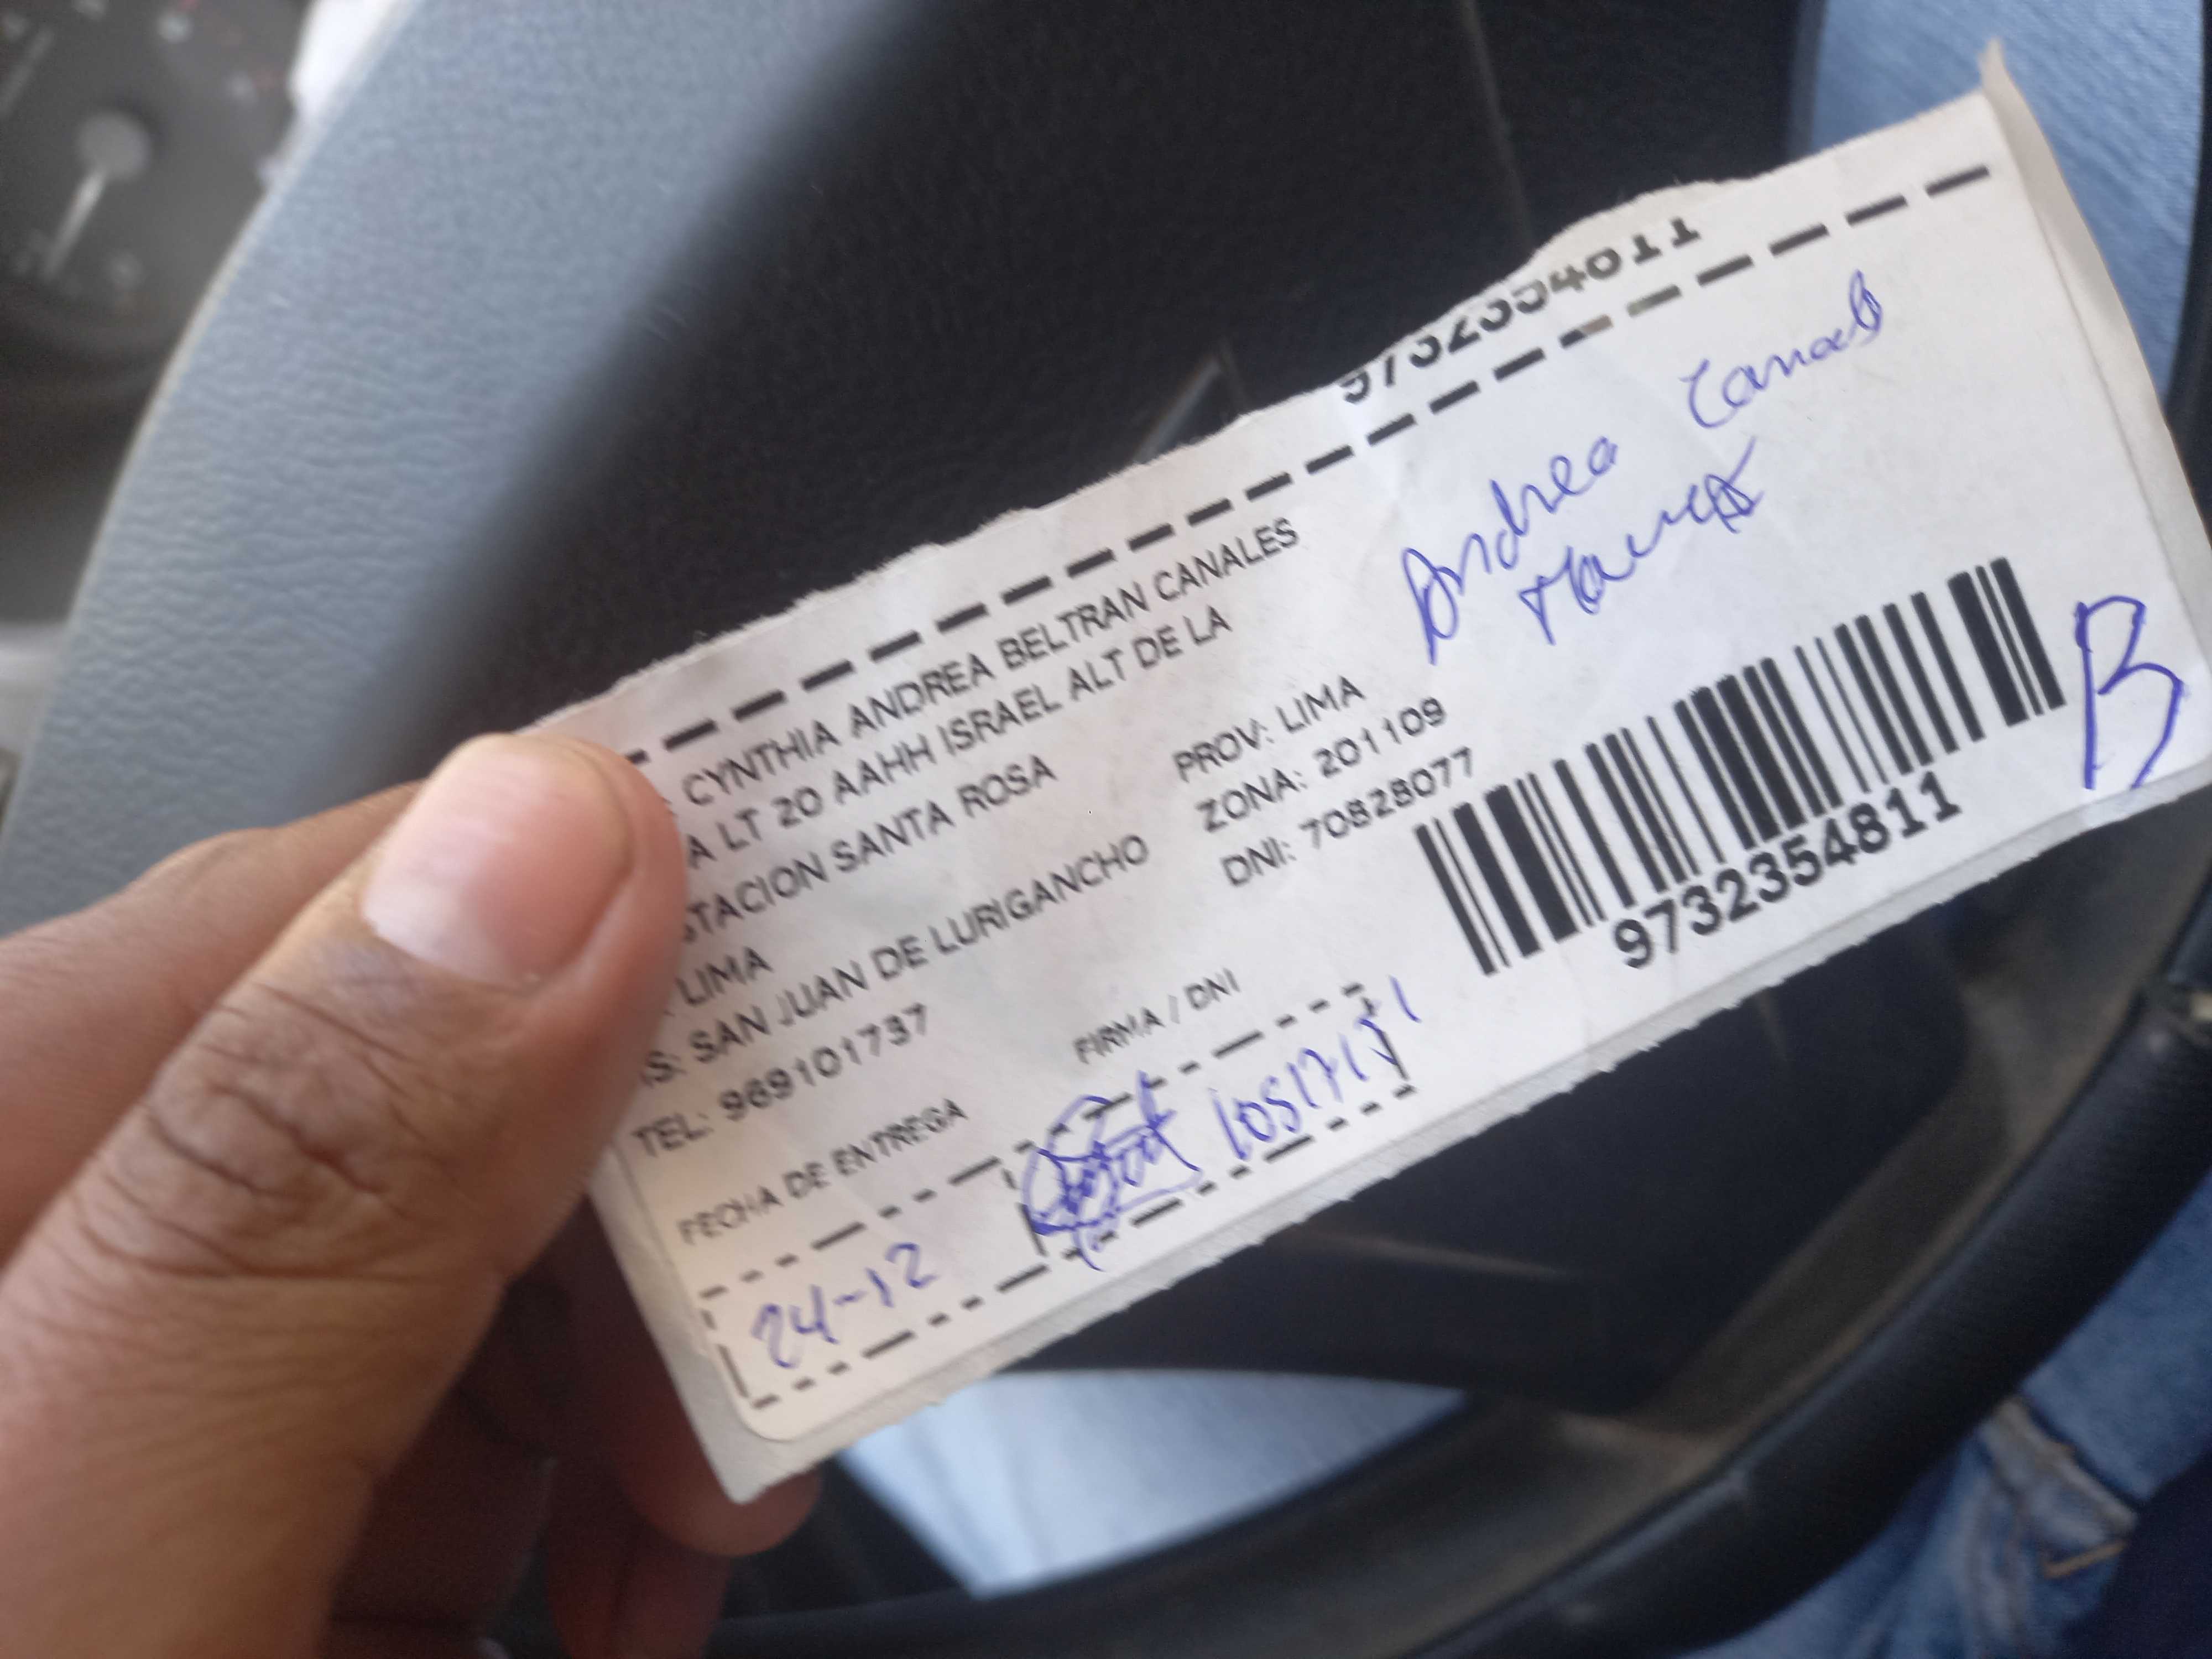 9732354811
CYNTHIA ANDREA BELTRAN CANALES
A LT 20 AAHH ISRAEL ALT DE LA
STACION SANTA ROSA
LIMA
PROV: LIMA
IS: SAN JUAN DE LURIGANCHO
ZONA: 201109
TEL: 969101737
DNI: 70828077
Andrea
9732354811
B
FECHA DE ENTREGA
FIRMA / DNI
24-12